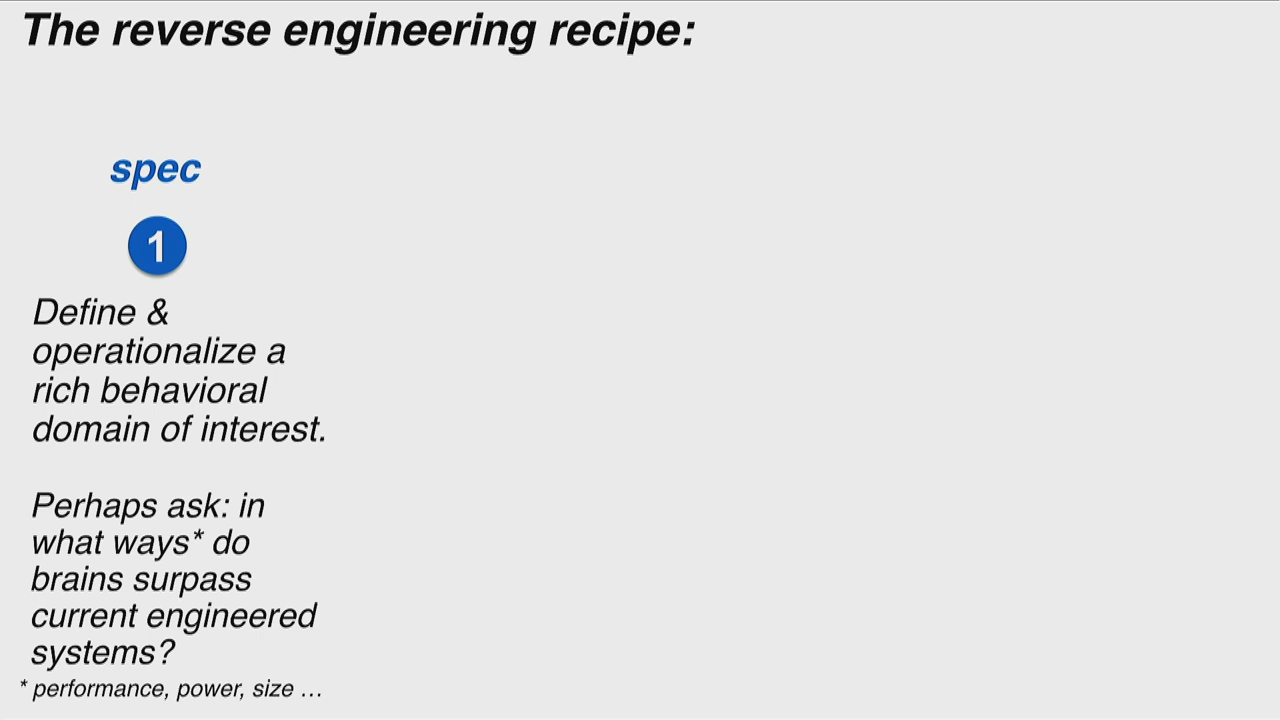 The reverse engineering recipe:
spec
1
Define &
operationalize a
rich behavioral
domain of interest.
Perhaps ask: in
what ways* do
brains surpass
current engineered
systems?
* performance, power, size …